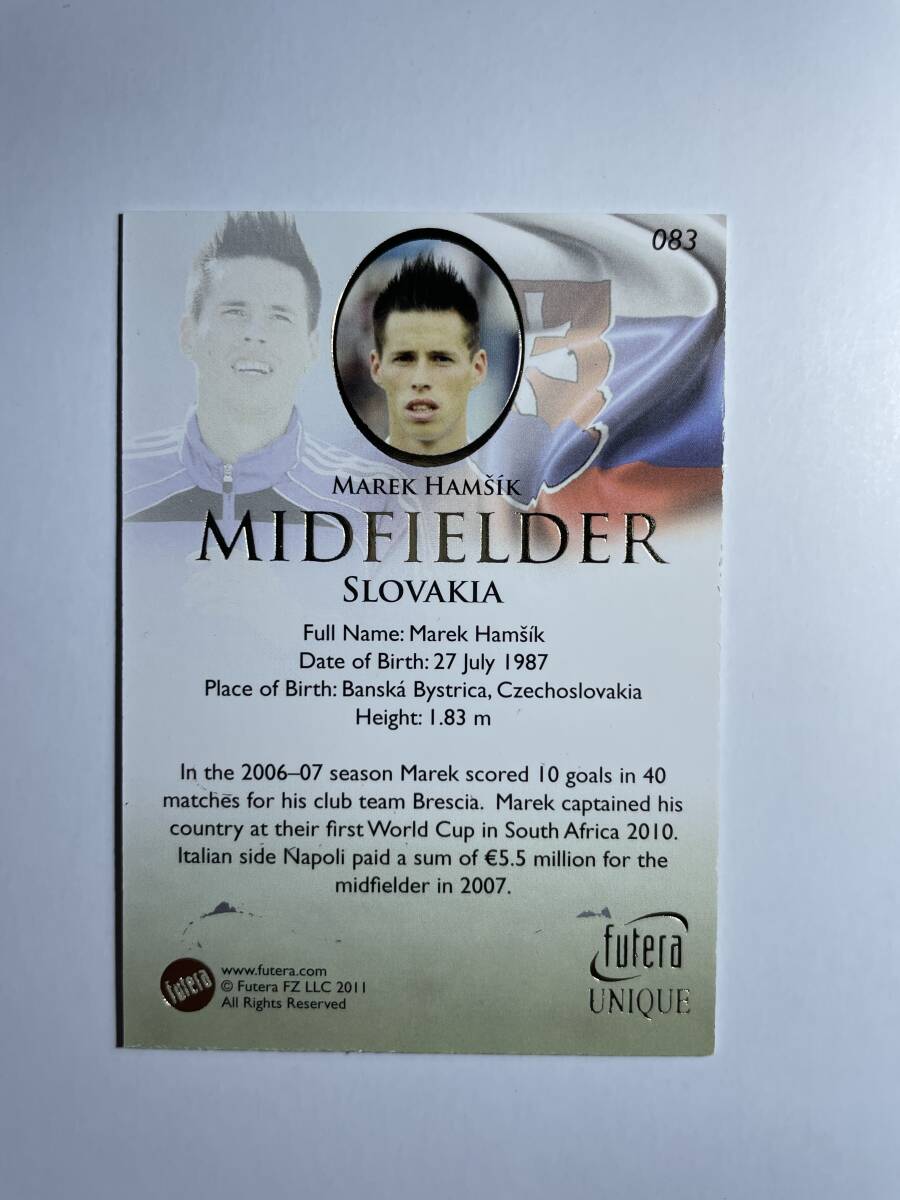 083
MAREK HAMŠÍK
MIDFIELDER
SLOVAKIA
Full Name: Marek Hamšík
Date of Birth: 27 July 1987
Place of Birth: Banská Bystrica, Czechoslovakia
Height: 1.83 m
In the 2006–07 season Marek scored 10 goals in 40
matches for his club team Brescia. Marek captained his
country at their first World Cup in South Africa 2010.
Italian side Napoli paid a sum of €5.5 million for the
midfielder in 2007.
futera
www.futera.com
© Futera FZ LLC 2011
All Rights Reserved
futera
UNIQUE